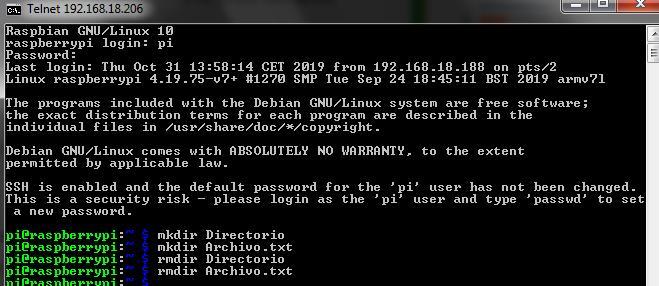 Telnet 192.168.18.206
Raspbian GNU/Linux 10
raspberrypi login: pi
Password:
Last login: Thu Oct 31 13:58:14 CET 2019 from 192.168.18.188 on pts/2
Linux raspberrypi 4.19.75-v7+ #1270 SMP Tue Sep 24 18:45:11 BST 2019 armv7l
The programs included with the Debian GNU/Linux system are free software;
the exact distribution terms for each program are described in the
individual files in /usr/share/doc/*/copyright.
Debian GNU/Linux comes with ABSOLUTELY NO WARRANTY, to the extent
permitted by applicable law.
SSH is enabled and the default password for the 'pi' user has not been changed.
This is a security risk - please login as the 'pi' user and type 'passwd' to set
a new password.
pi@raspberrypi:~ $ mkdir Directorio
pi@raspberrypi:~ $ mkdir Archivo.txt
pi@raspberrypi:~ $ rmdir Directorio
pi@raspberrypi:~ $ rmdir Archivo.txt
pi@raspberrypi:~ $